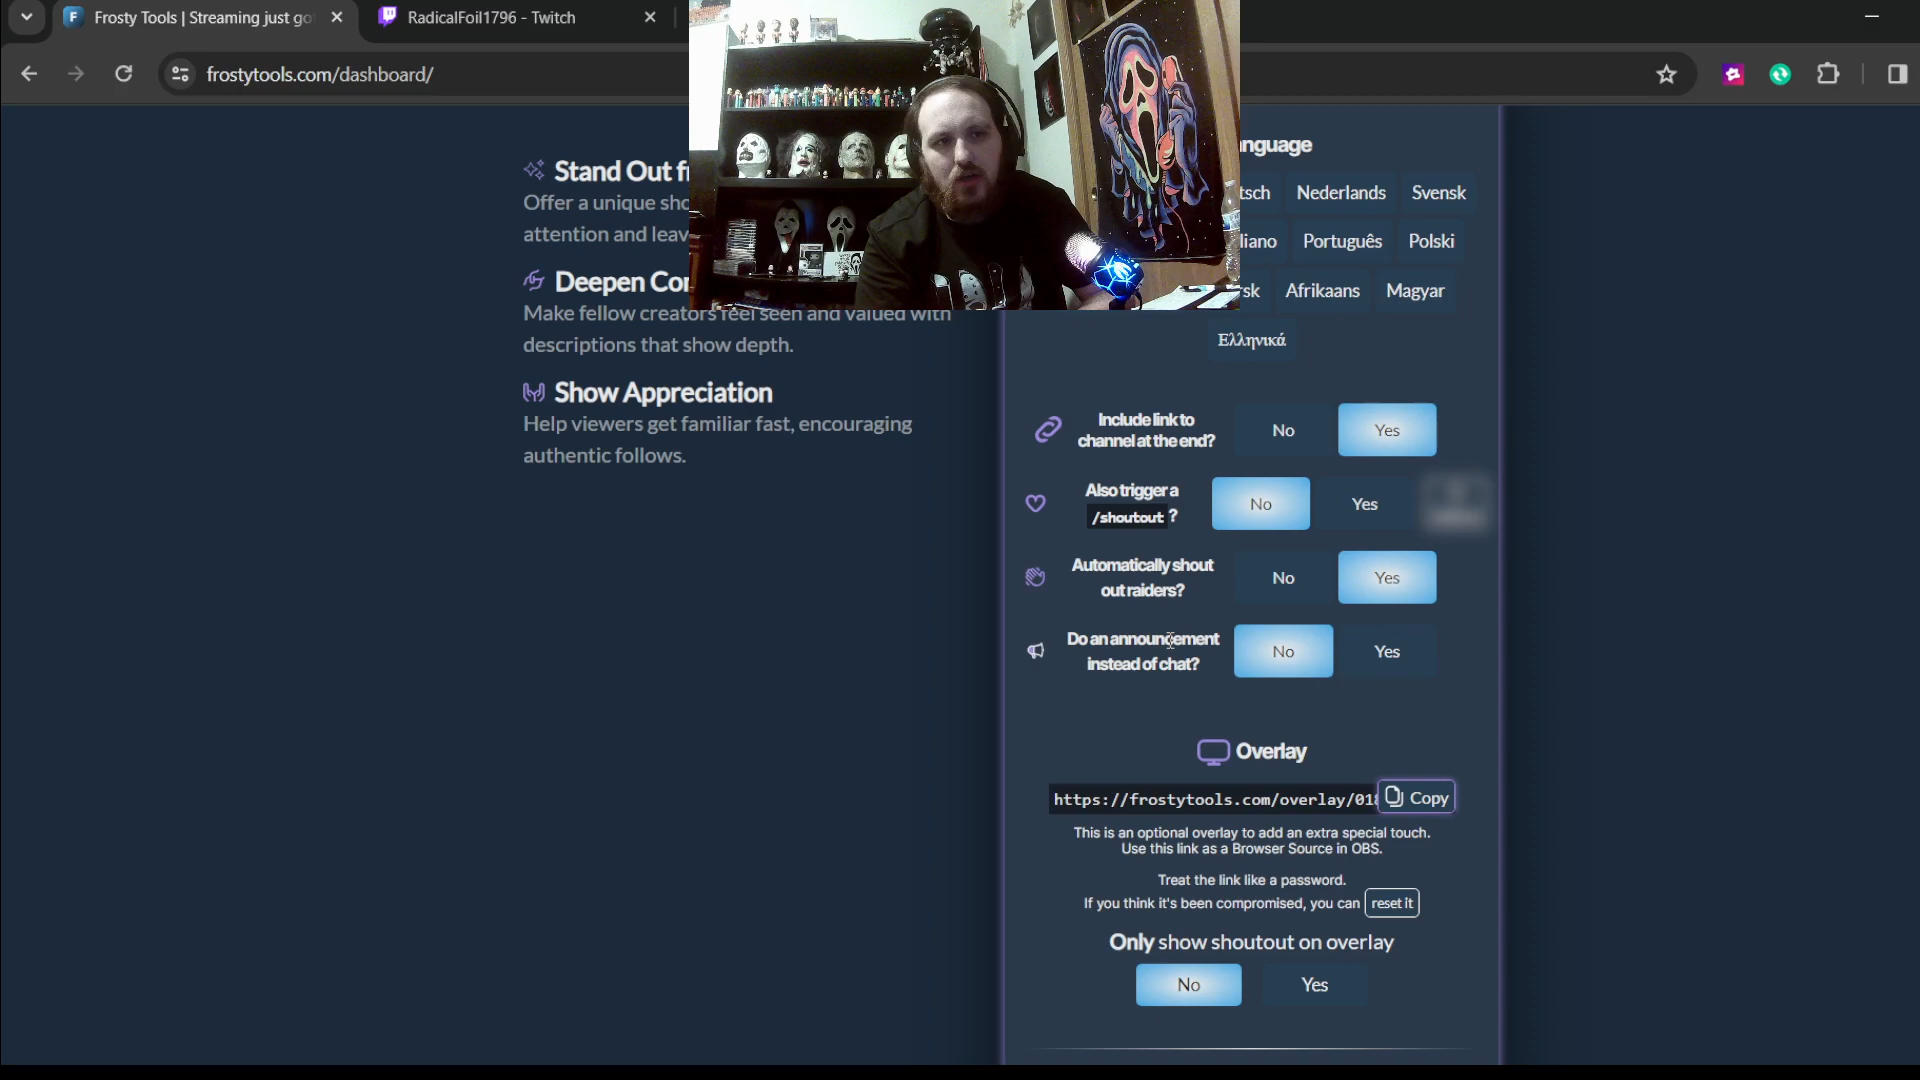 Frosty Tools | Streaming just go
RadicalFoil1796 - Twitch
frostytools.com/dashboard/
Stand Out f
Offer a unique sho
attention and leav
Deepen Co
Make fellow creators feel seen and valued with
descriptions that show depth.
Show Appreciation
Help viewers get familiar fast, encouraging
authentic follows.
nguage
tsch Nederlands Svensk
liano Português Polski
sk Afrikaans Magyar
Ελληνικά
Include link to
channel at the end?
No Yes
Also trigger a
/shoutout ?
No Yes
Automatically shout
out raiders?
No Yes
Do an announcement
instead of chat?
No Yes
Overlay
https://frostytools.com/overlay/018
Copy
This is an optional overlay to add an extra special touch.
Use this link as a Browser Source in OBS.
Treat the link like a password.
If you think it's been compromised, you can reset it
Only show shoutout on overlay
No Yes